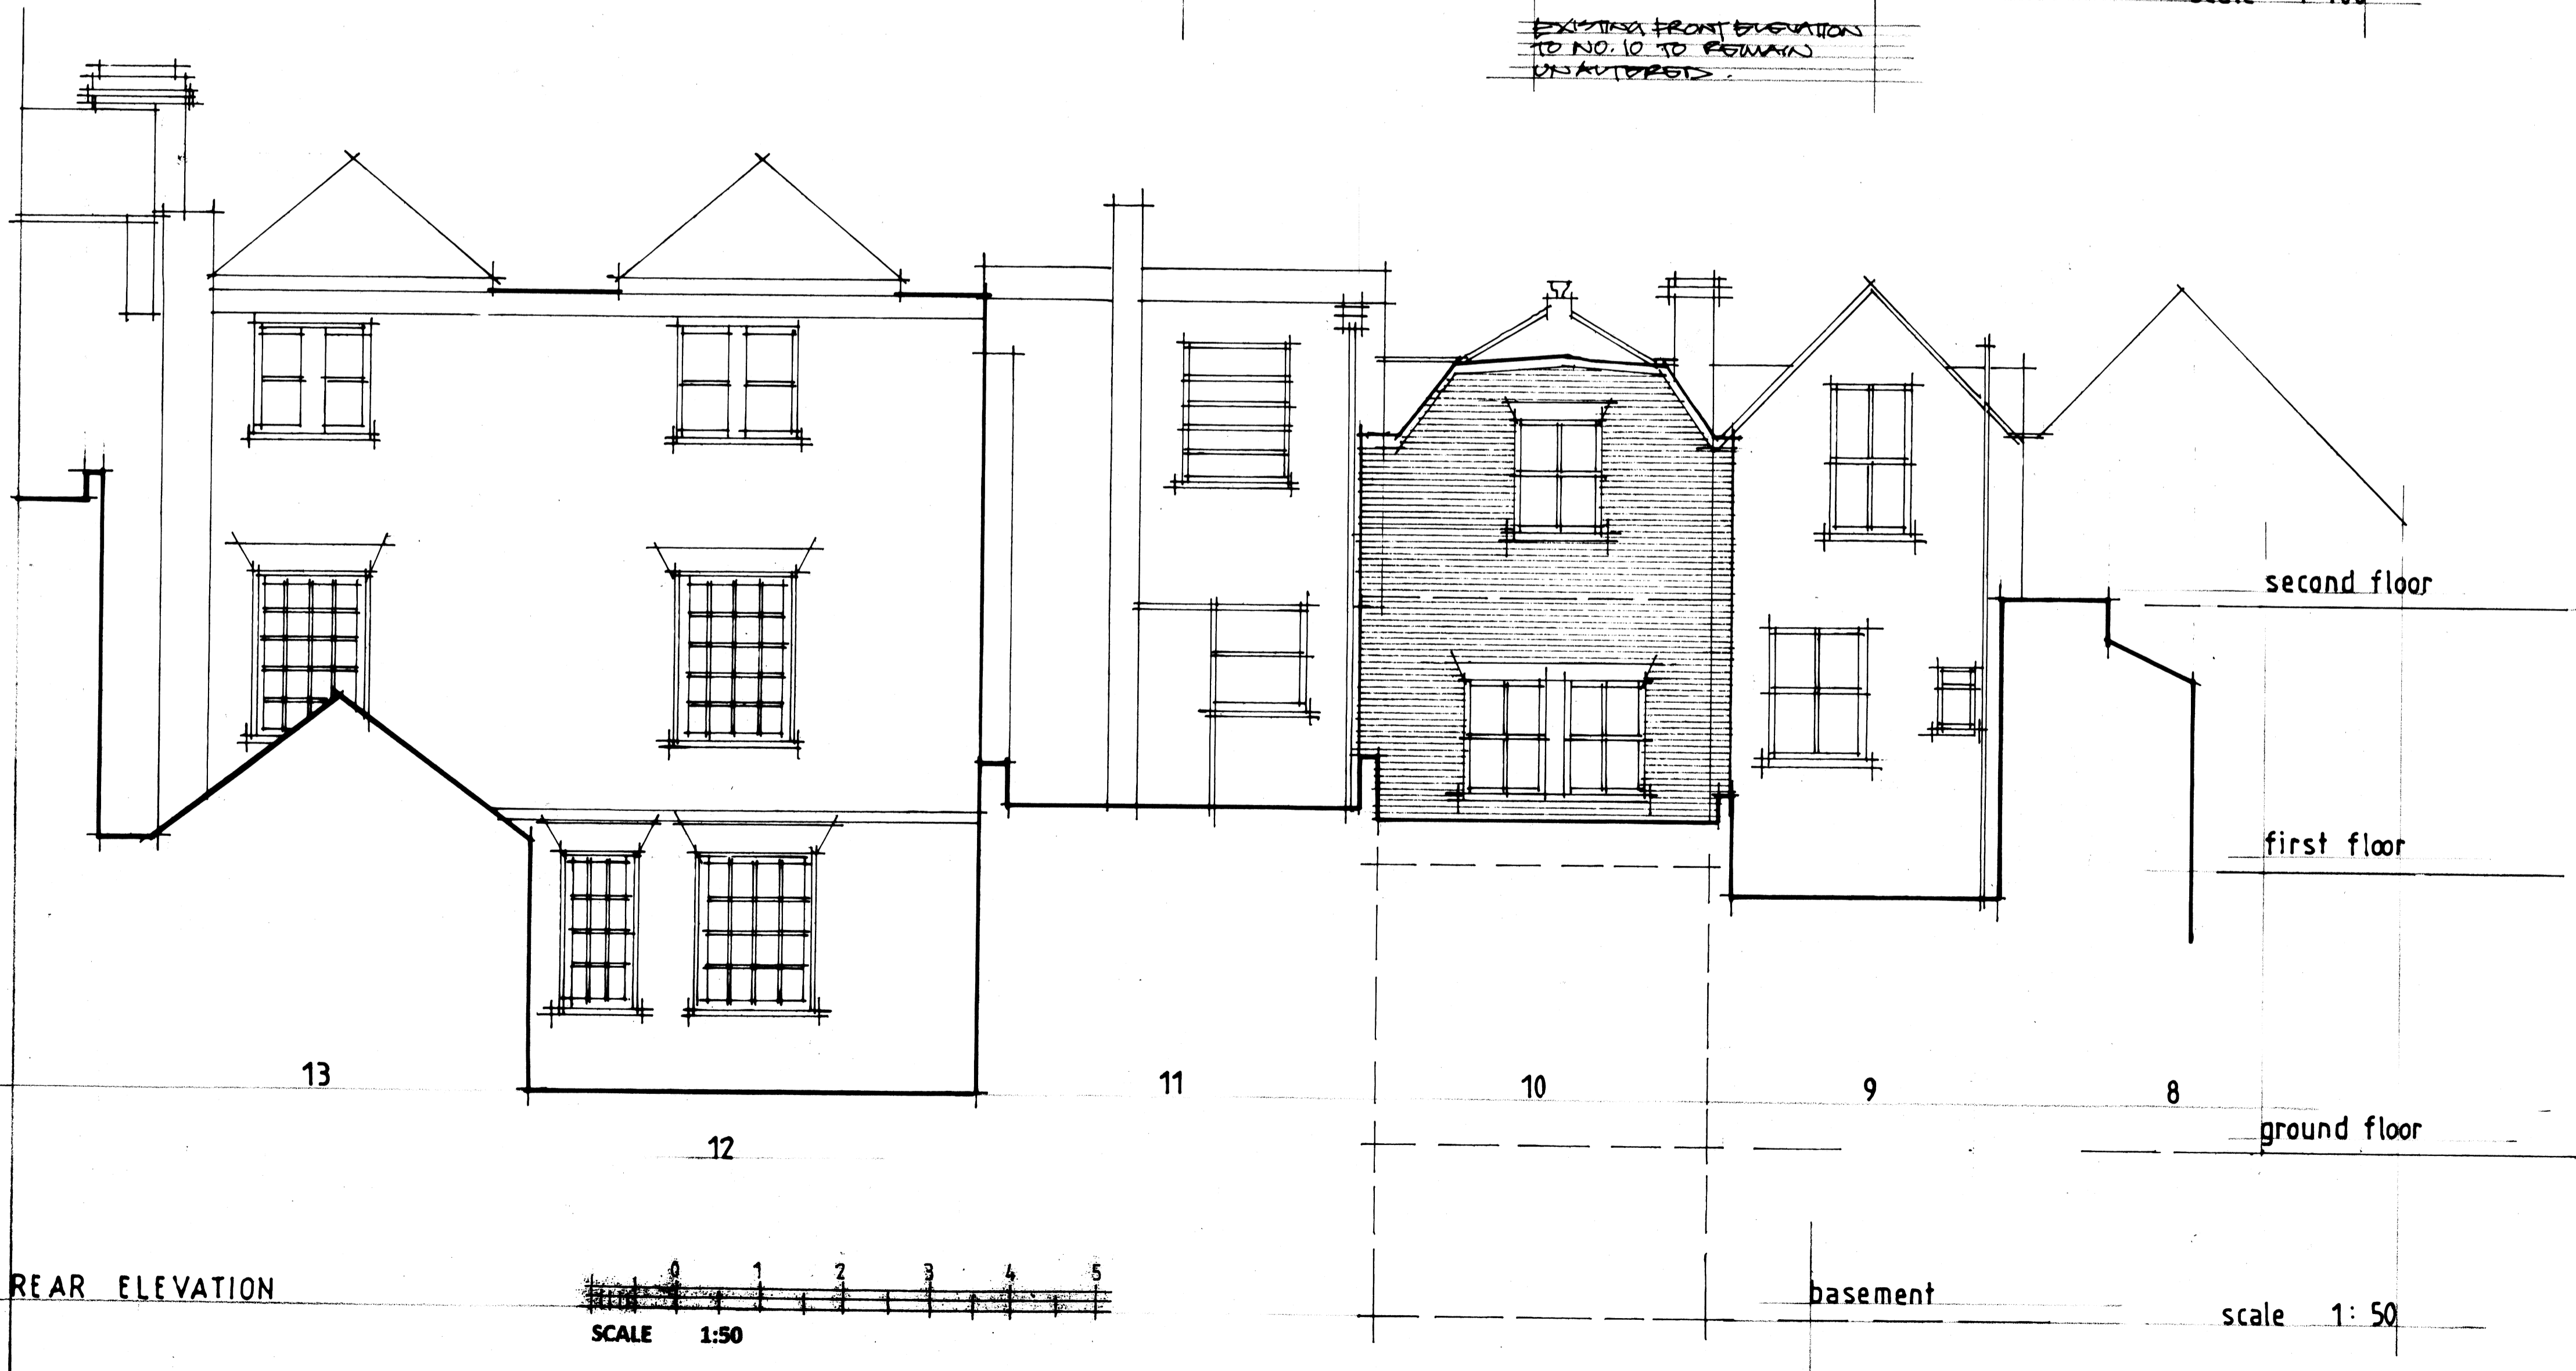 EXISTING FRONT ELEVATION
TO NO. 10 TO REMAIN
UNALTERED.
second floor
first floor
13
11
10
9
8
12
ground floor
REAR ELEVATION
0 1 2 3 4 5
SCALE 1:50
basement
scale 1: 50